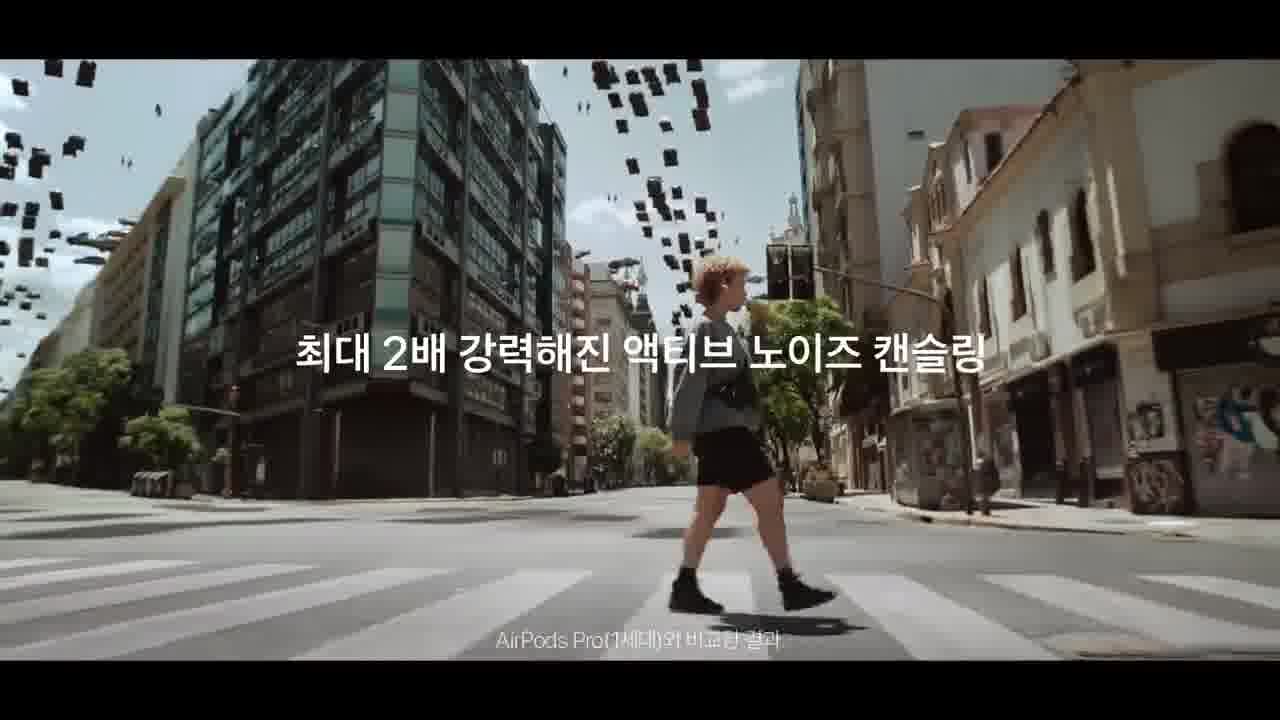 최대 2배 강력해진 액티브 노이즈 캔슬링
AirPods Pro(1세대)와 비교한 결과.